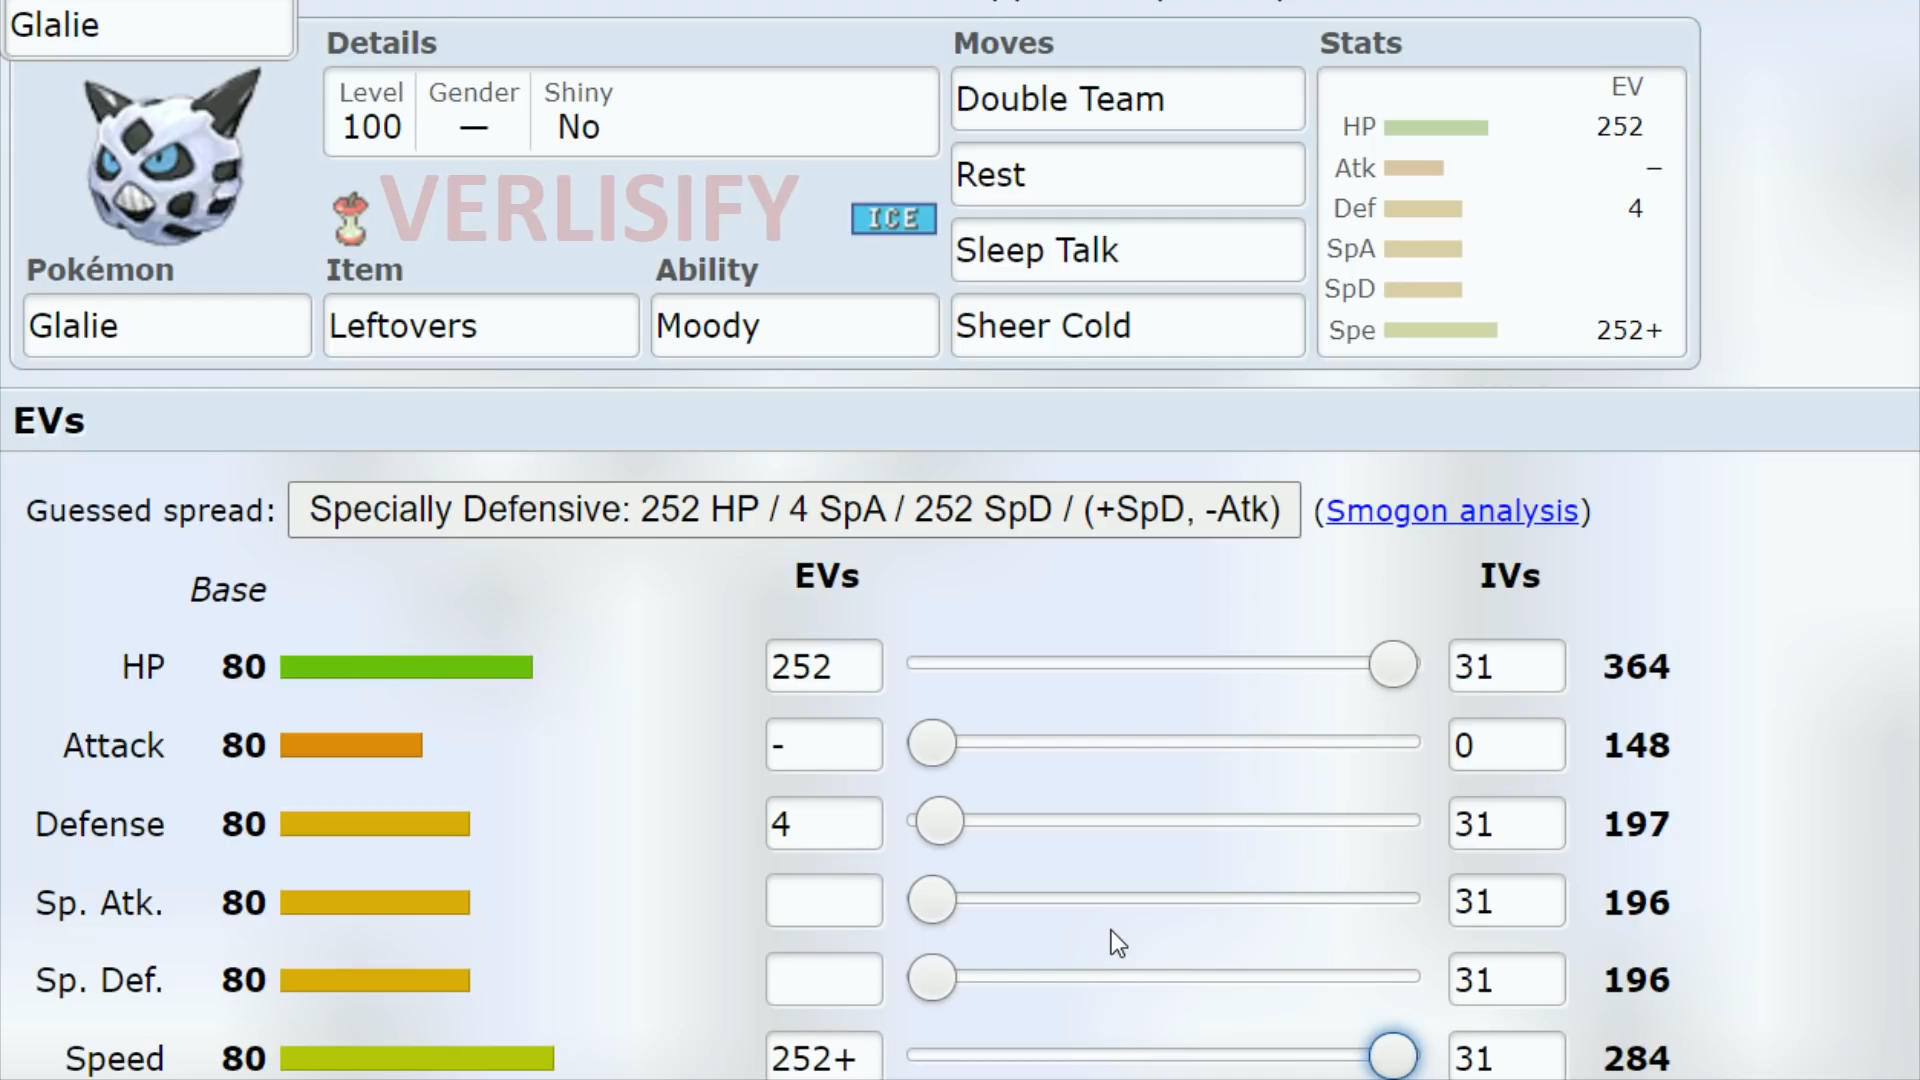 Glalie
Details
Level Gender Shiny
100 — No
VERLISIFY
ICE
Pokémon Item Ability
Glalie Leftovers Moody
Moves
Double Team
Rest
Sleep Talk
Sheer Cold
Stats
EV
HP 252
Atk –
Def 4
SpA
SpD
Spe 252+
EVs
Guessed spread: Specially Defensive: 252 HP / 4 SpA / 252 SpD / (+SpD, -Atk) (Smogon analysis)
Base EVs IVs
HP 80 252 31 364
Attack 80 - 0 148
Defense 80 4 31 197
Sp. Atk. 80 31 196
Sp. Def. 80 31 196
Speed 80 252+ 31 284